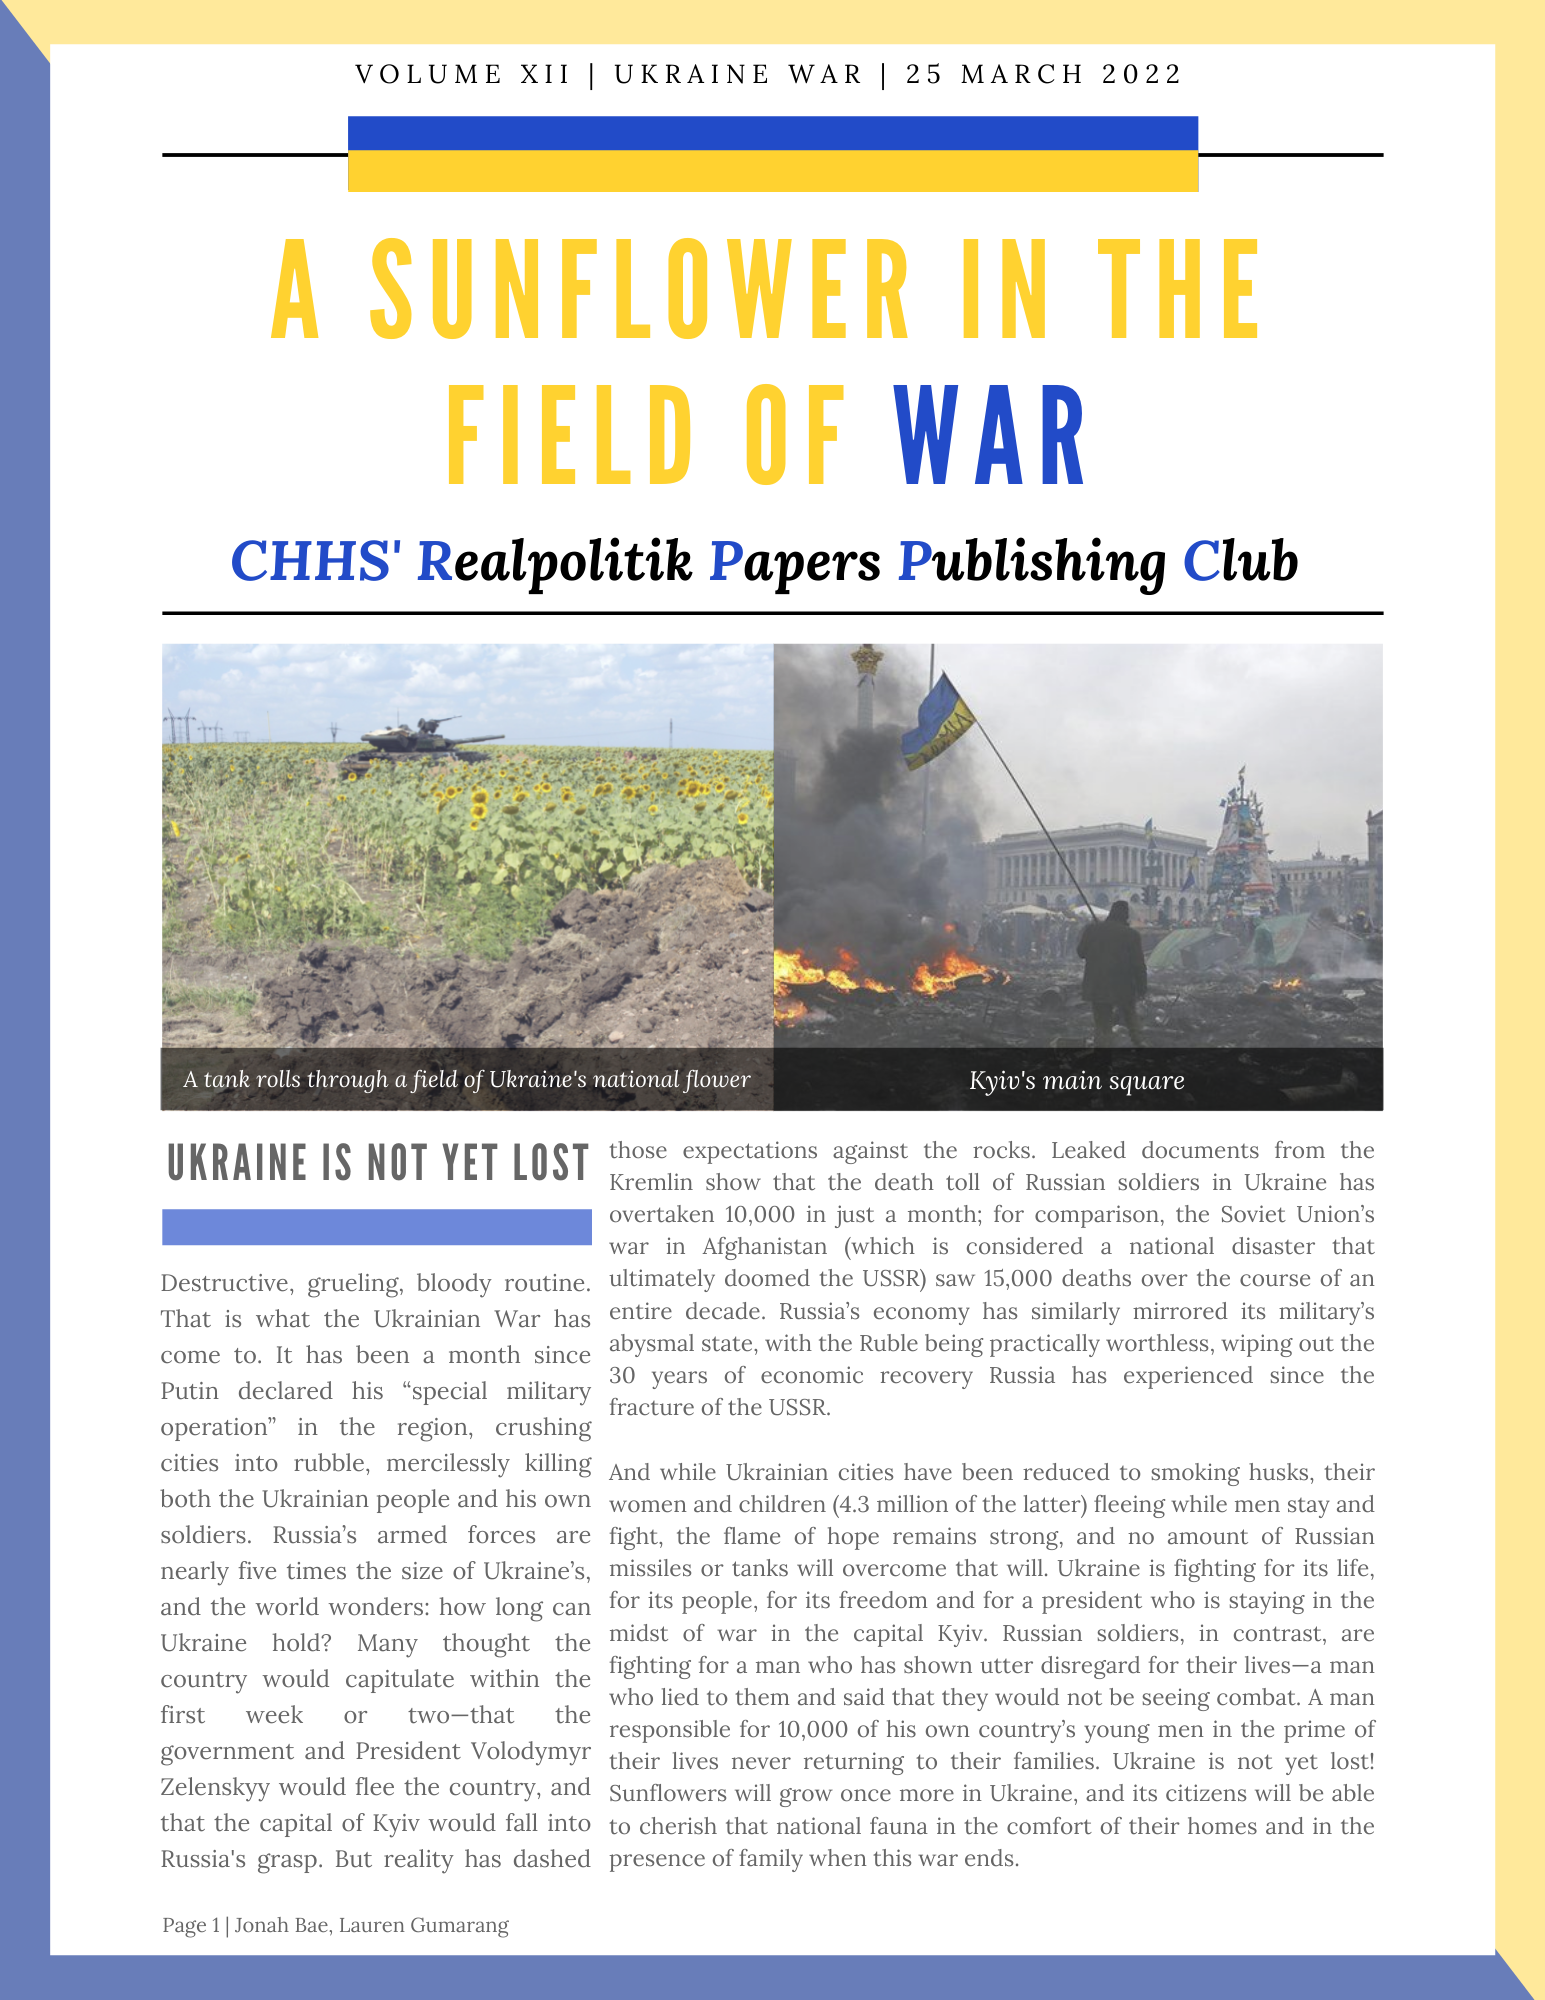 VOLUME XII | UKRAINE WAR | 25 MARCH 2022
A SUNFLOWER IN THE
FIELD OF WAR
CHHS' Realpolitik Papers Publishing Club
A tank rolls through a field of Ukraine's national flower
Kyiv's main square
UKRAINE IS NOT YET LOST
Destructive, grueling, bloody routine.
That is what the Ukrainian War has
come to. It has been a month since
Putin declared his “special military
operation” in the region, crushing
cities into rubble, mercilessly killing
both the Ukrainian people and his own
soldiers. Russia’s armed forces are
nearly five times the size of Ukraine’s,
and the world wonders: how long can
Ukraine hold? Many thought the
country would capitulate within the
first week or two—that the
government and President Volodymyr
Zelenskyy would flee the country, and
that the capital of Kyiv would fall into
Russia's grasp. But reality has dashed
those expectations against the rocks. Leaked documents from the
Kremlin show that the death toll of Russian soldiers in Ukraine has
overtaken 10,000 in just a month; for comparison, the Soviet Union’s
war in Afghanistan (which is considered a national disaster that
ultimately doomed the USSR) saw 15,000 deaths over the course of an
entire decade. Russia’s economy has similarly mirrored its military’s
abysmal state, with the Ruble being practically worthless, wiping out the
30 years of economic recovery Russia has experienced since the
fracture of the USSR.
And while Ukrainian cities have been reduced to smoking husks, their
women and children (4.3 million of the latter) fleeing while men stay and
fight, the flame of hope remains strong, and no amount of Russian
missiles or tanks will overcome that will. Ukraine is fighting for its life,
for its people, for its freedom and for a president who is staying in the
midst of war in the capital Kyiv. Russian soldiers, in contrast, are
fighting for a man who has shown utter disregard for their lives—a man
who lied to them and said that they would not be seeing combat. A man
responsible for 10,000 of his own country’s young men in the prime of
their lives never returning to their families. Ukraine is not yet lost!
Sunflowers will grow once more in Ukraine, and its citizens will be able
to cherish that national fauna in the comfort of their homes and in the
presence of family when this war ends.
Page 1 | Jonah Bae, Lauren Gumarang